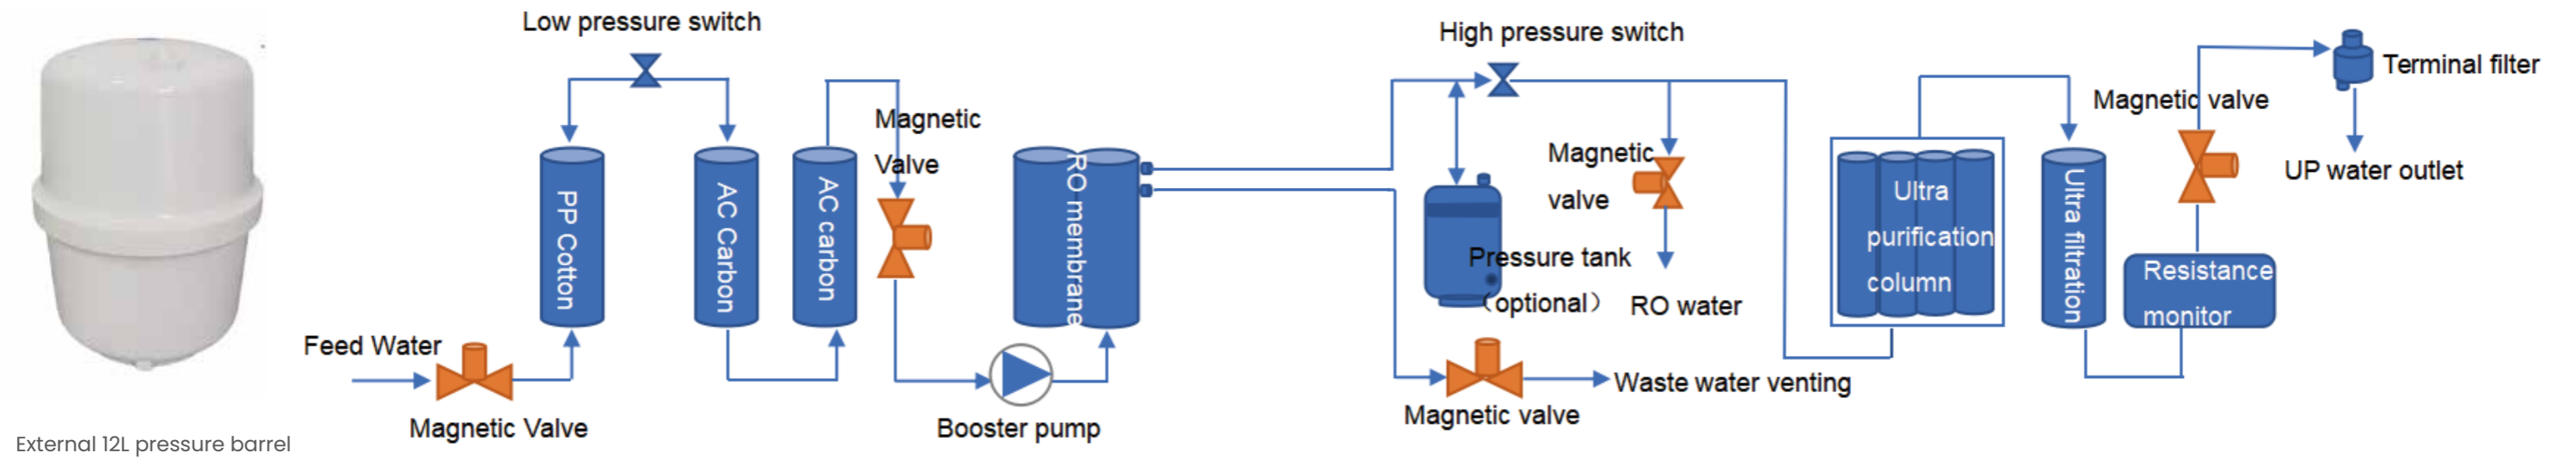 Low pressure switch
High pressure switch
Terminal filter
Magnetic valve
Magnetic
Valve
Magnetic
valve
UP water outlet
PP Cotton
AC Carbon
AC carbon
RO membrane
Ultra
purification
column
Ultra filtration
Pressure tank
（optional）
RO water
Resistance
monitor
Feed Water
Magnetic Valve
Booster pump
Waste water venting
Magnetic valve
External 12L pressure barrel